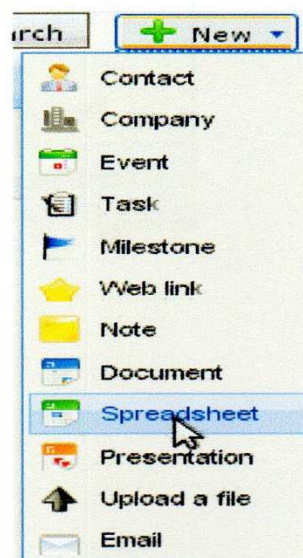 rch New
Contact
Company
Event
Task
Milestone
Web link
Note
Document
Spreadsheet
Presentation
Upload a file
Email